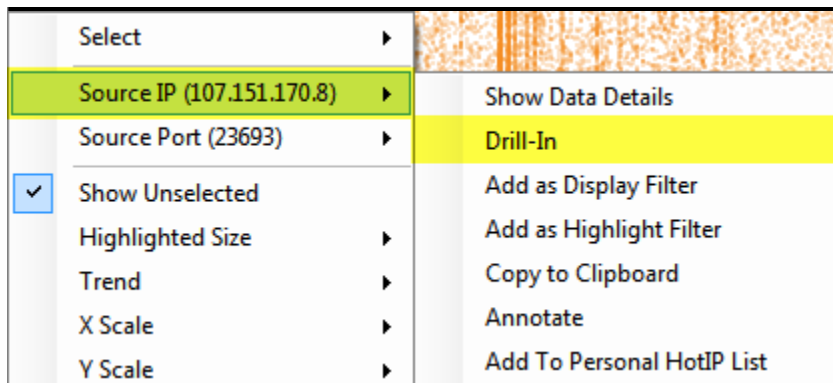 Select
Source IP (107.151.170.8)
Source Port (23693)
Show Unselected
Highlighted Size
Trend
X Scale
Y Scale
Show Data Details
Drill-In
Add as Display Filter
Add as Highlight Filter
Copy to Clipboard
Annotate
Add To Personal HotIP List